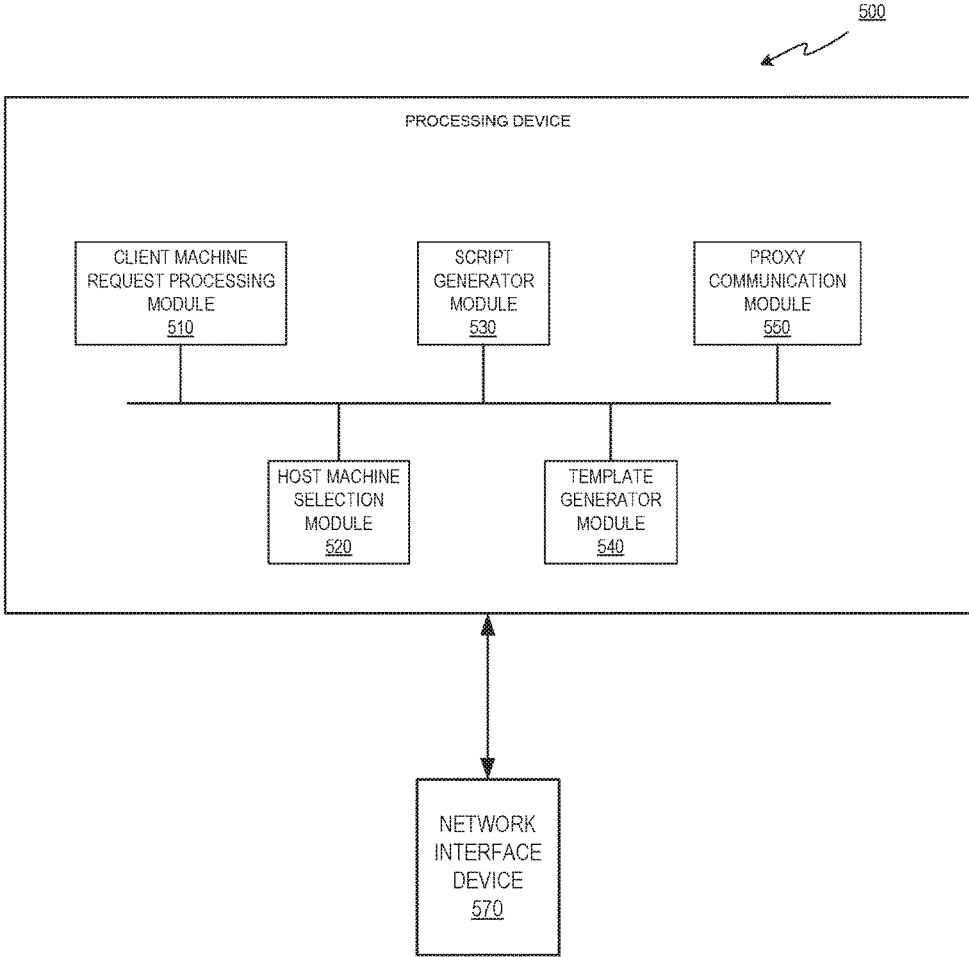 500
PROCESSING DEVICE
CLIENT MACHINE
REQUEST PROCESSING
MODULE
510
SCRIPT
GENERATOR
MODULE
530
PROXY
COMMUNICATION
MODULE
550
HOST MACHINE
SELECTION
MODULE
520
TEMPLATE
GENERATOR
MODULE
540
NETWORK
INTERFACE
DEVICE
570